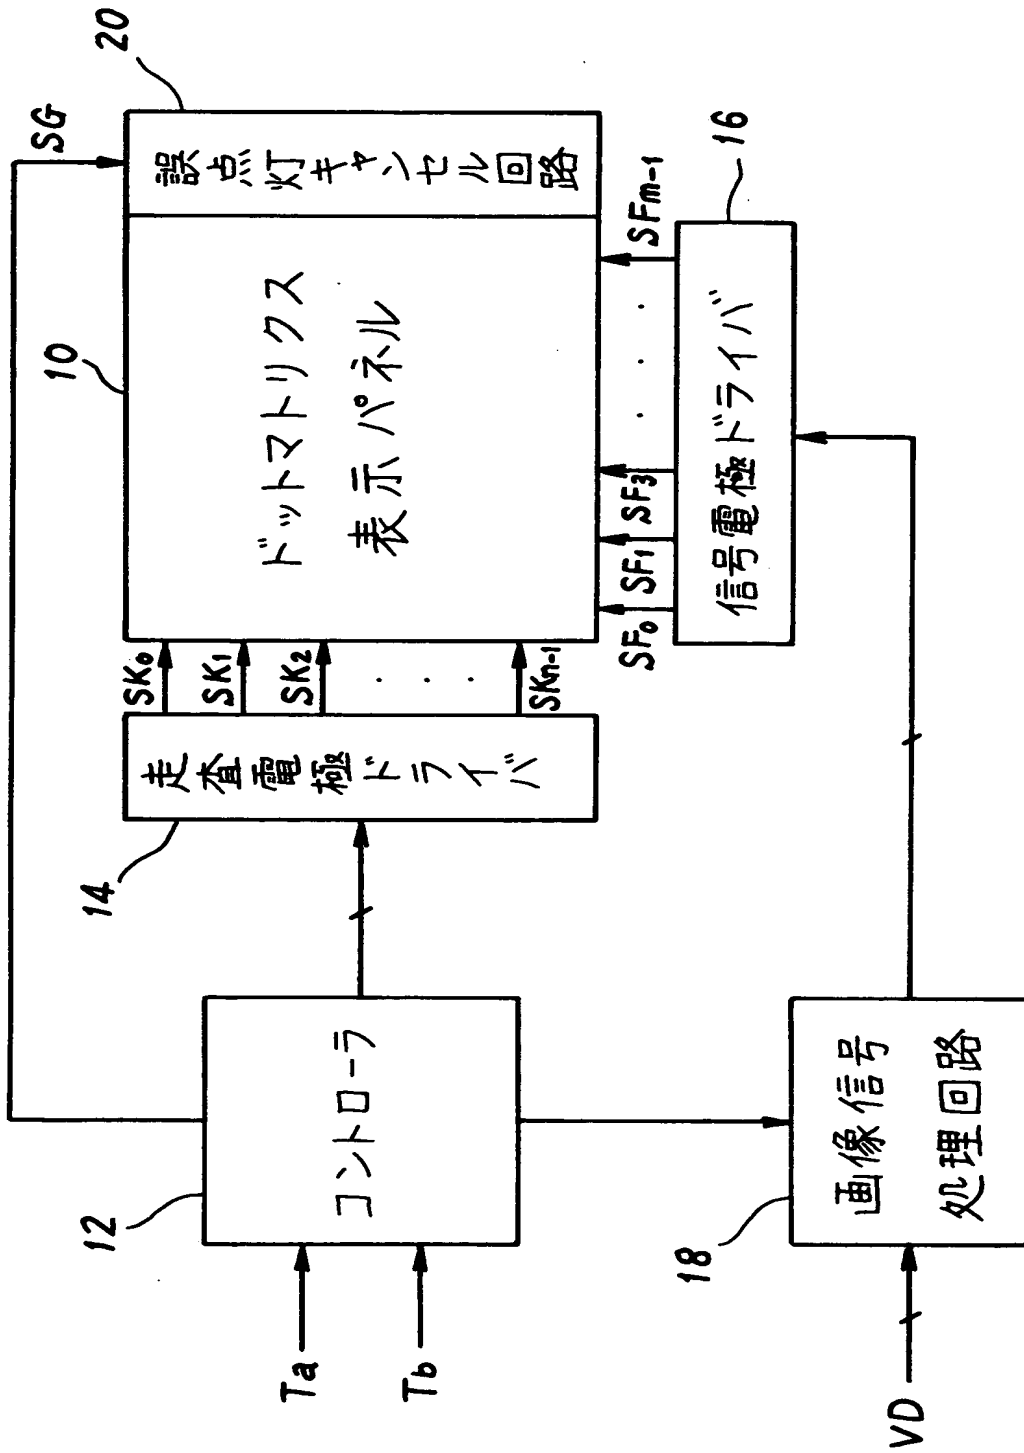 SG
20
誤点灯キャンセル回路
10
ドットマトリクス
表示パネル
SK0
SK1
SK2
SKn-1
走査電極ドライバ
14
SF0
SF1
SF3
SFm-1
信号電極ドライバ
16
コントローラ
12
Ta
Tb
画像信号
処理回路
18
VD